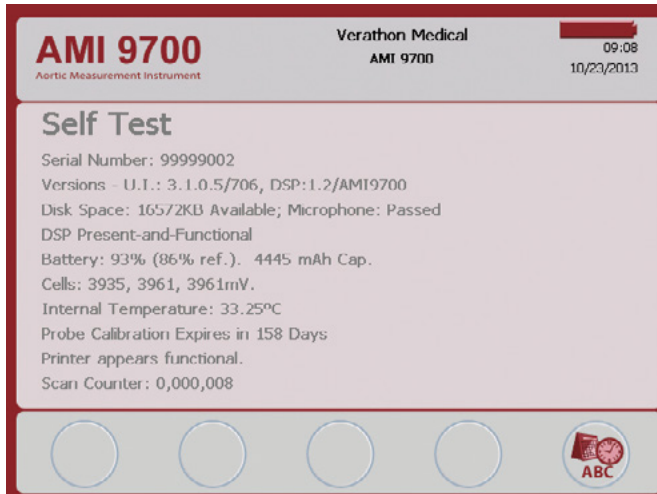 AMI 9700
Aortic Measurement Instrument
Verathon Medical
AMI 9700
09:08
10/23/2013
Self Test
Serial Number: 99999002
Versions - U.I.: 3.1.0.5/706, DSP:1.2/AMI9700
Disk Space: 16572KB Available; Microphone: Passed
DSP Present-and-Functional
Battery: 93% (86% ref.). 4445 mAh Cap.
Cells: 3935, 3961, 3961mV.
Internal Temperature: 33.25ºC
Probe Calibration Expires in 158 Days
Printer appears functional.
Scan Counter: 0,000,008
ABC